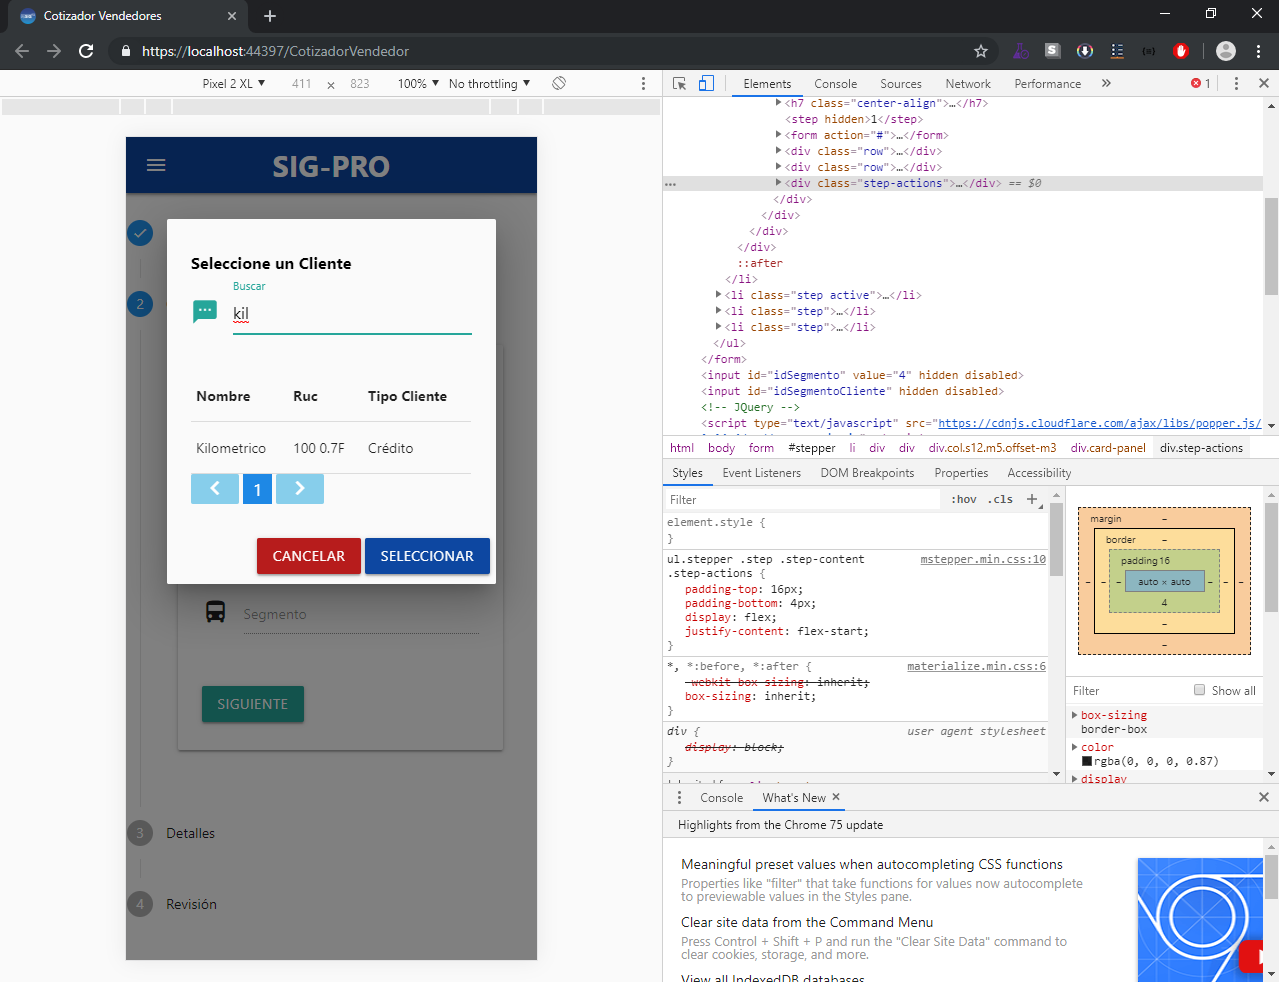 Cotizador Vendedores
https://localhost:44397/CotizadorVendedor
Pixel 2 XL ▼ 411 × 823 100% ▼ No throttling ▼
Elements Console Sources Network Performance » 1
SIG-PRO
2
Seleccione un Cliente
Buscar
kil
Nombre Ruc Tipo Cliente
Kilometrico 100 0.7F Crédito
1
CANCELAR SELECCIONAR
Segmento
SIGUIENTE
3 Detalles
4 Revisión
<h7 class="center-align">…</h7>
<step hidden>1</step>
<form action="#">…</form>
<div class="row">…</div>
<div class="row">…</div>
<div class="step-actions">…</div> == $0
</div>
</div>
</div>
</div>
::after
</li>
<li class="step active">…</li>
<li class="step">…</li>
<li class="step">…</li>
</ul>
</form>
<input id="idSegmento" value="4" hidden disabled>
<input id="idSegmentoCliente" hidden disabled>
<!-- JQuery -->
<script type="text/javascript" src="https://cdnjs.cloudflare.com/ajax/libs/popper.js/
html body form #stepper li div div div.col.s12.m5.offset-m3 div.card-panel div.step-actions
Styles Event Listeners DOM Breakpoints Properties Accessibility
Filter :hov .cls +
element.style {
}
ul.stepper .step .step-content mstepper.min.css:10
.step-actions {
padding-top: 16px;
padding-bottom: 4px;
display: flex;
justify-content: flex-start;
}
*, *:before, *:after { materialize.min.css:6
-webkit-box-sizing: inherit;
box-sizing: inherit;
}
div { user agent stylesheet
display: block;
}
margin –
border –
padding 16
– – – auto × auto – – –
4
–
–
Filter Show all
box-sizing
border-box
color
rgba(0, 0, 0, 0.87)
display
Console What's New ×
Highlights from the Chrome 75 update
Meaningful preset values when autocompleting CSS functions
Properties like "filter" that take functions for values now autocomplete
to previewable values in the Styles pane.
Clear site data from the Command Menu
Press Control + Shift + P and run the "Clear Site Data" command to
clear cookies, storage, and more.
View all IndexedDB databases